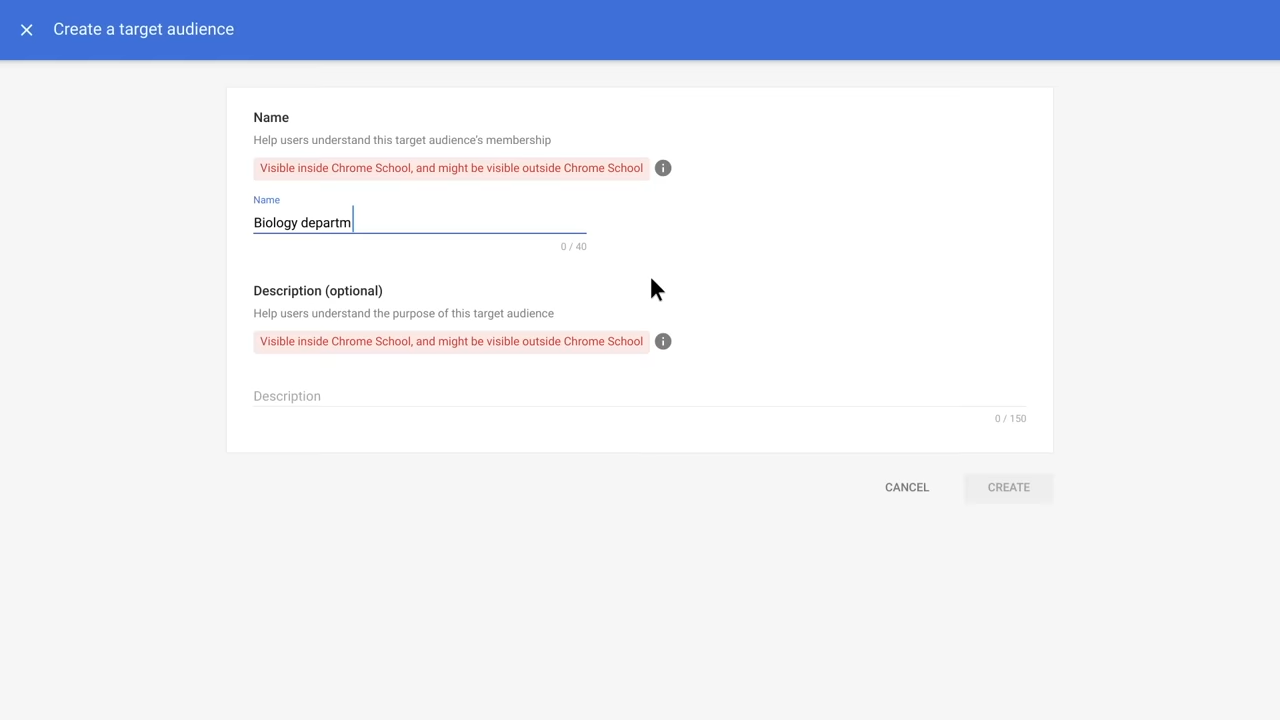 Create a target audience
Name
Help users understand this target audience's membership
Visible inside Chrome School, and might be visible outside Chrome School
Name
Biology departm
0 / 40
Description (optional)
Help users understand the purpose of this target audience
Visible inside Chrome School, and might be visible outside Chrome School
Description
0 / 150
CANCEL CREATE